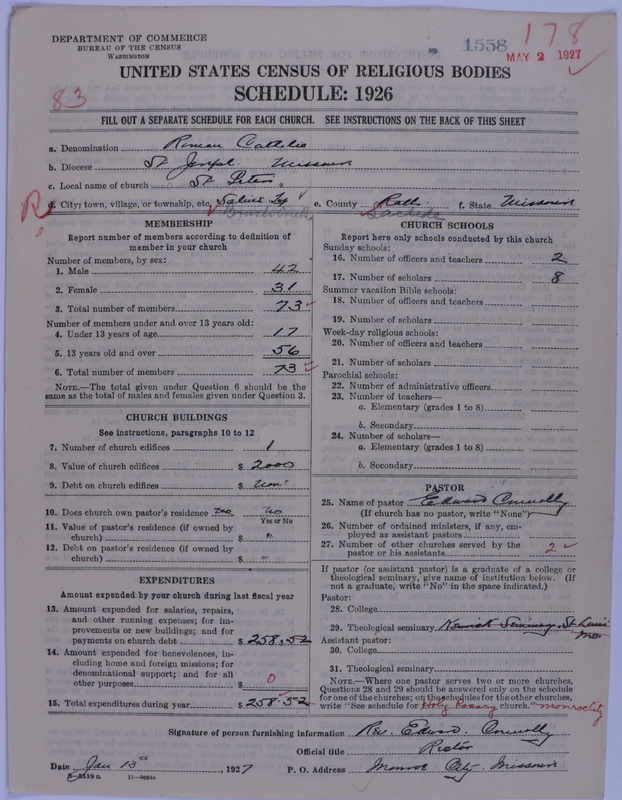 DEPARTMENT OF COMMERCE
BUREAU OF THE CENSUS
WASHINGTON
1558
178
MAY 2 1927
UNITED STATES CENSUS OF RELIGIOUS BODIES
83
SCHEDULE: 1926
FILL OUT A SEPARATE SCHEDULE FOR EACH CHURCH. SEE INSTRUCTIONS ON THE BACK OF THIS SHEET
a. Denomination Roman Catholic
b. Diocese St Joseph. Missouri
c. Local name of church St Peters
R
d. City, town, village, or township, etc. e. County Ralls f. State Missouri
MEMBERSHIP
Report number of members according to definition of
member in your church
Number of members, by sex:
1. Male 42
2. Female 31
3. Total number of members 73
Number of members under and over 13 years old:
4. Under 13 years of age 17
5. 13 years old and over 56
6. Total number of members 73
NOTE.—The total given under Question 6 should be the
same as the total of males and females given under Question 3.
CHURCH BUILDINGS
See instructions, paragraphs 10 to 12
7. Number of church edifices 1
8. Value of church edifices $ 2000
9. Debt on church edifices $ None
10. Does church own pastor's residence no
Yes or No
11. Value of pastor's residence (if owned by
church) $
12. Debt on pastor's residence (if owned by
church) $
EXPENDITURES
Amount expended by your church during last fiscal year
13. Amount expended for salaries, repairs,
and other running expenses; for im-
provements or new buildings; and for
payments on church debt $ 258.52
14. Amount expended for benevolences, in-
cluding home and foreign missions; for
denominational support; and for all
other purposes $ 0
15. Total expenditures during year $ 258.52
CHURCH SCHOOLS
Report here only schools conducted by this church
Sunday schools:
16. Number of officers and teachers 2
17. Number of scholars 8
Summer vacation Bible schools:
18. Number of officers and teachers
19. Number of scholars
Week-day religious schools:
20. Number of officers and teachers
21. Number of scholars
Parochial schools:
22. Number of administrative officers
23. Number of teachers—
a. Elementary (grades 1 to 8)
b. Secondary
24. Number of scholars—
a. Elementary (grades 1 to 8)
b. Secondary
PASTOR
25. Name of pastor Edward Connolly
(If church has no pastor, write "None")
26. Number of ordained ministers, if any, em-
ployed as assistant pastors
27. Number of other churches served by the
pastor or his assistants 2
If pastor (or assistant pastor) is a graduate of a college or
theological seminary, give name of institution below. (If
not a graduate, write "No" in the space indicated.)
Pastor:
28. College
29. Theological seminary Kenrick Seminary, St Louis
Mo
Assistant pastor:
30. College
31. Theological seminary
NOTE.—Where one pastor serves two or more churches,
Questions 28 and 29 should be answered only on the schedule
for one of the churches; on the schedules for the other churches,
write "See schedule for Holy Rosary church." Monroe City
Signature of person furnishing information Rev. Edward Connolly
Official title Rector
Date Jan 13th, 1927 P. O. Address Monroe City Missouri
8-5518 a 11-9054